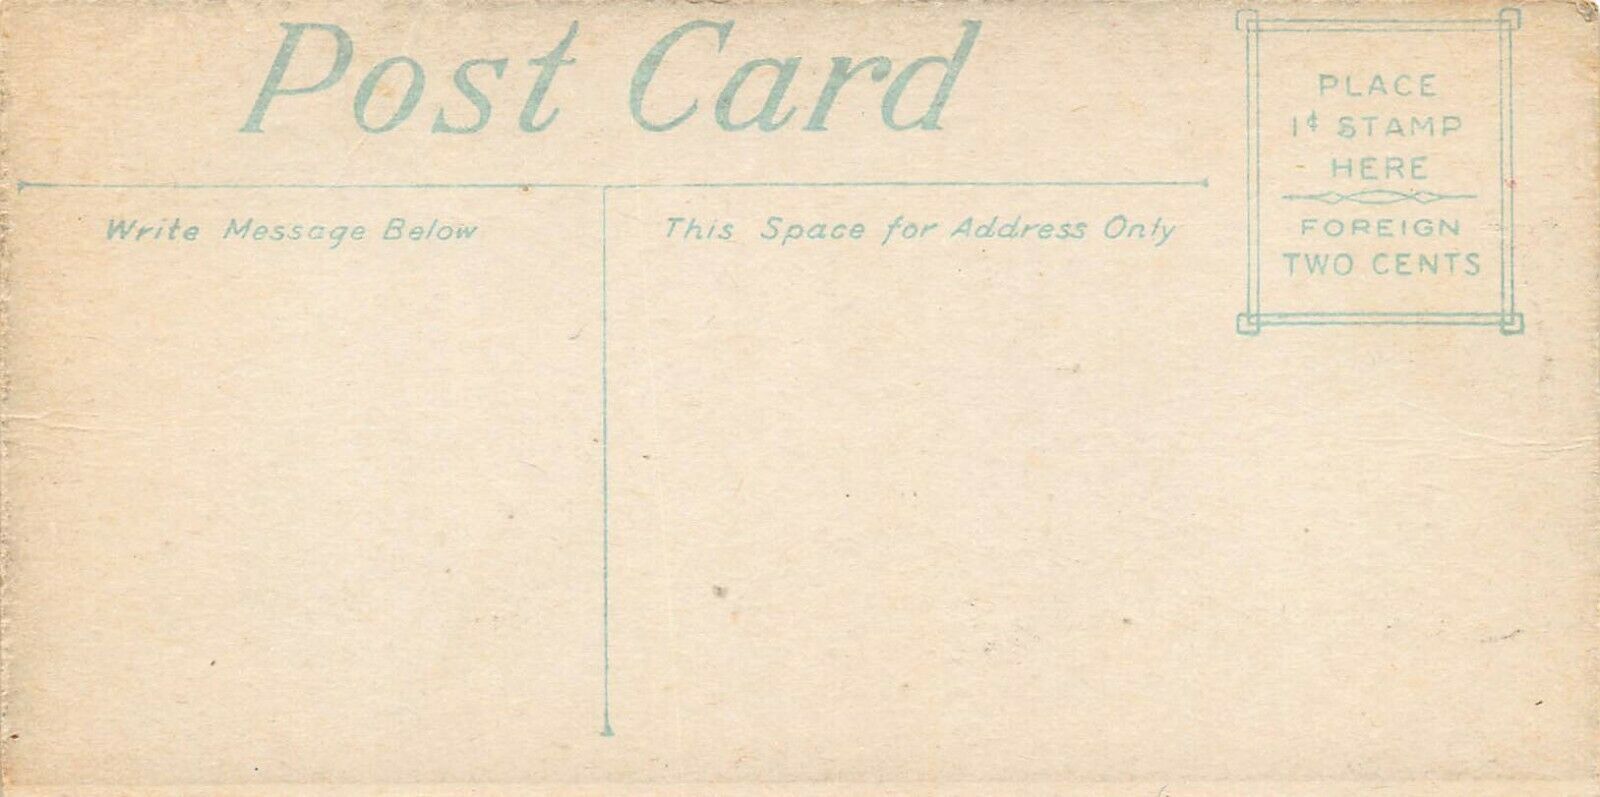 Post Card
Write Message Below
This Space for Address Only
PLACE
1¢ STAMP
HERE
FOREIGN
TWO CENTS